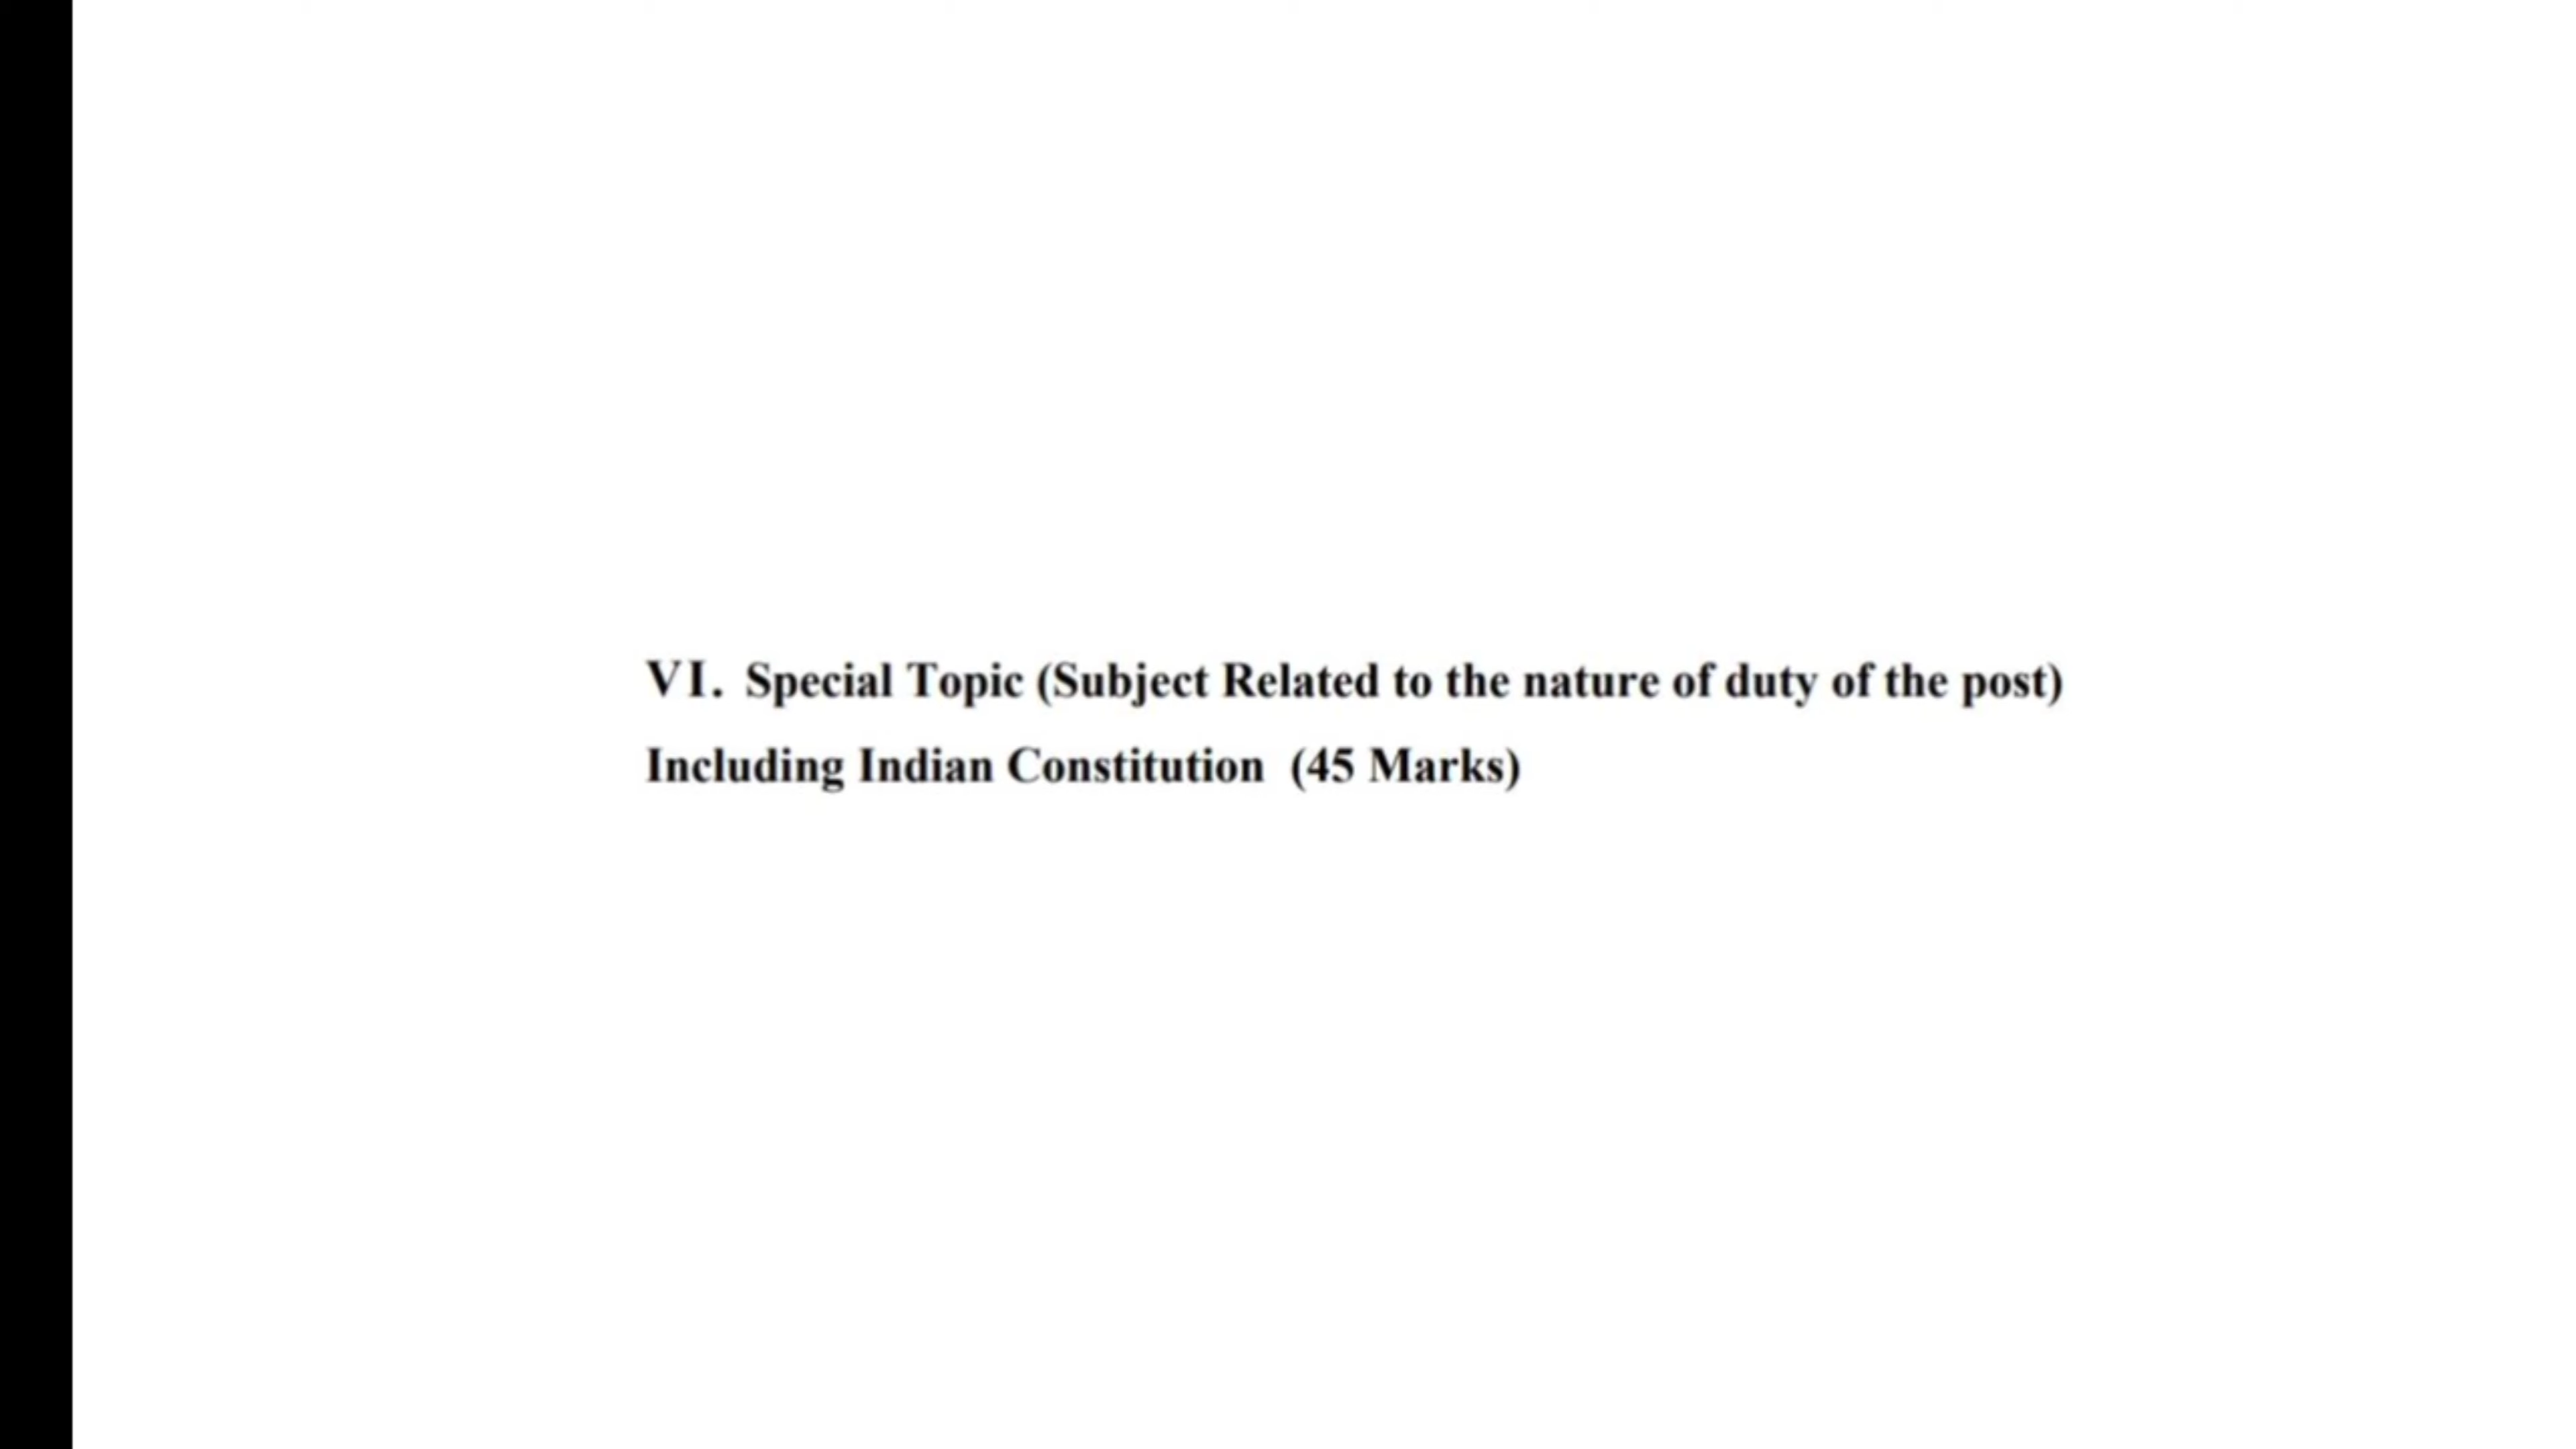 VI. Special Topic (Subject Related to the nature of duty of the post)
Including Indian Constitution (45 Marks)